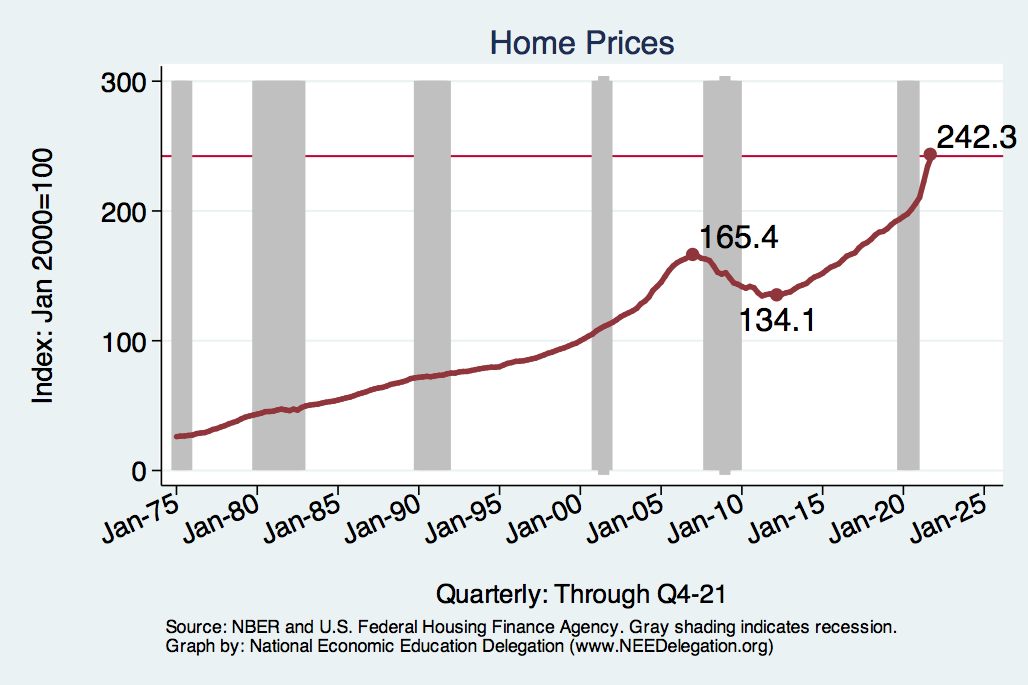 Home Prices
Index: Jan 2000=100
300
200
100
0
242.3
165.4
134.1
Jan-75
Jan-80
Jan-85
Jan-90
Jan-95
Jan-00
Jan-05
Jan-10
Jan-15
Jan-20
Jan-25
Quarterly: Through Q4-21
Source: NBER and U.S. Federal Housing Finance Agency. Gray shading indicates recession.
Graph by: National Economic Education Delegation (www.NEEDelegation.org)